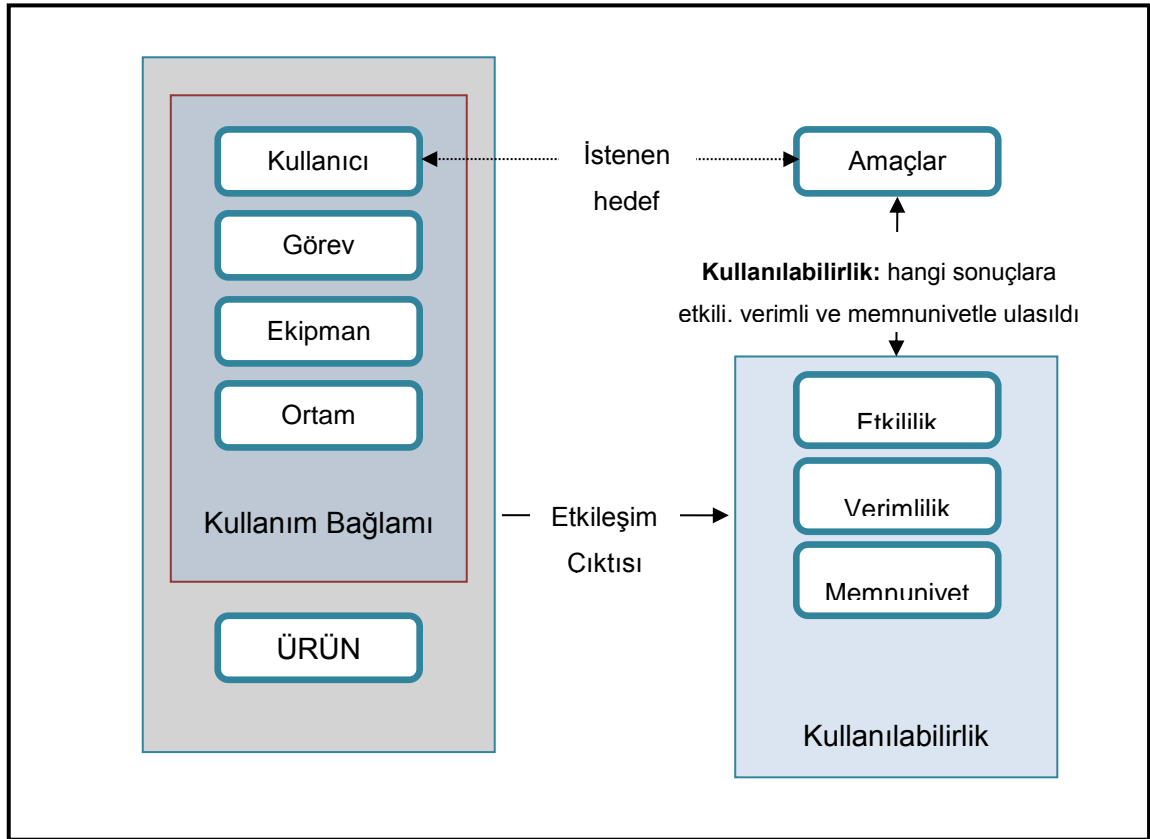 Kullanıcı
Görev
Ekipman
Ortam
Kullanım Bağlamı
ÜRÜN
İstenen
hedef
Amaçlar
Kullanılabilirlik: hangi sonuçlara
etkili. verimli ve memnunivetle ulasıldı
Etkileşim
Cıktısı
Etkililik
Verimlilik
Memnunivet
Kullanılabilirlik